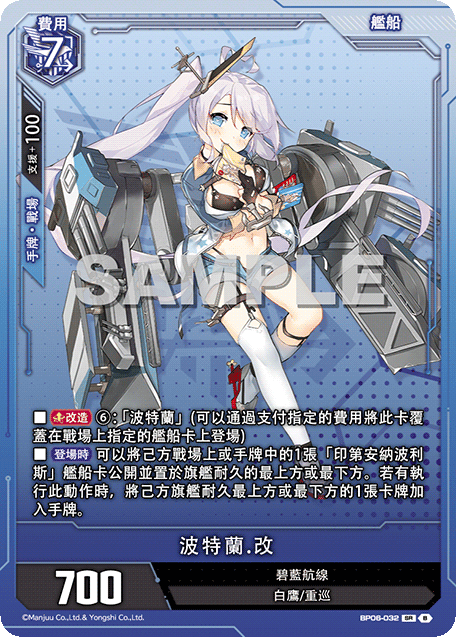 費用
7
艦船
支援+100
手牌・戰場
SAMPLE
■ 改造 ⑥:「波特蘭」(可以通過支付指定的費用將此卡覆
蓋在戰場上指定的艦船卡上登場)
■ 登場時 可以將己方戰場上或手牌中的1張「印第安納波利
斯」艦船卡公開並置於旗艦耐久的最上方或最下方。若有執
行此動作時，將己方旗艦耐久最上方或最下方的1張卡牌加
入手牌。
波特蘭.改
700
碧藍航線
白鷹/重巡
©Manjuu Co.,Ltd.& Yongshi Co.,Ltd.
BP06-032 SR B